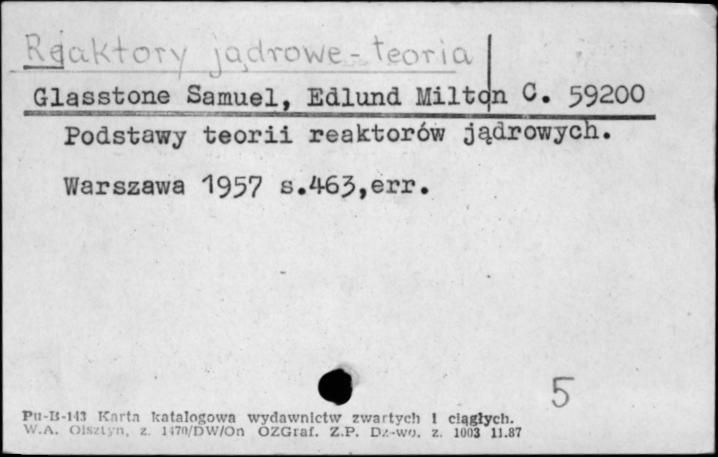 Reaktory jądrowe - teoria
Glasstone Samuel, Edlund Milton C. 59200
Podstawy teorii reaktorów jądrowych.
Warszawa 1957 s.463,err.
5
Pu-B-143 Karta katalogowa wydawnictw zwartych i ciągłych.
W.A. Olsztyn, z. 1470/DW/On OZGraf. Z.P. Dz-wo, z. 1003 11.87